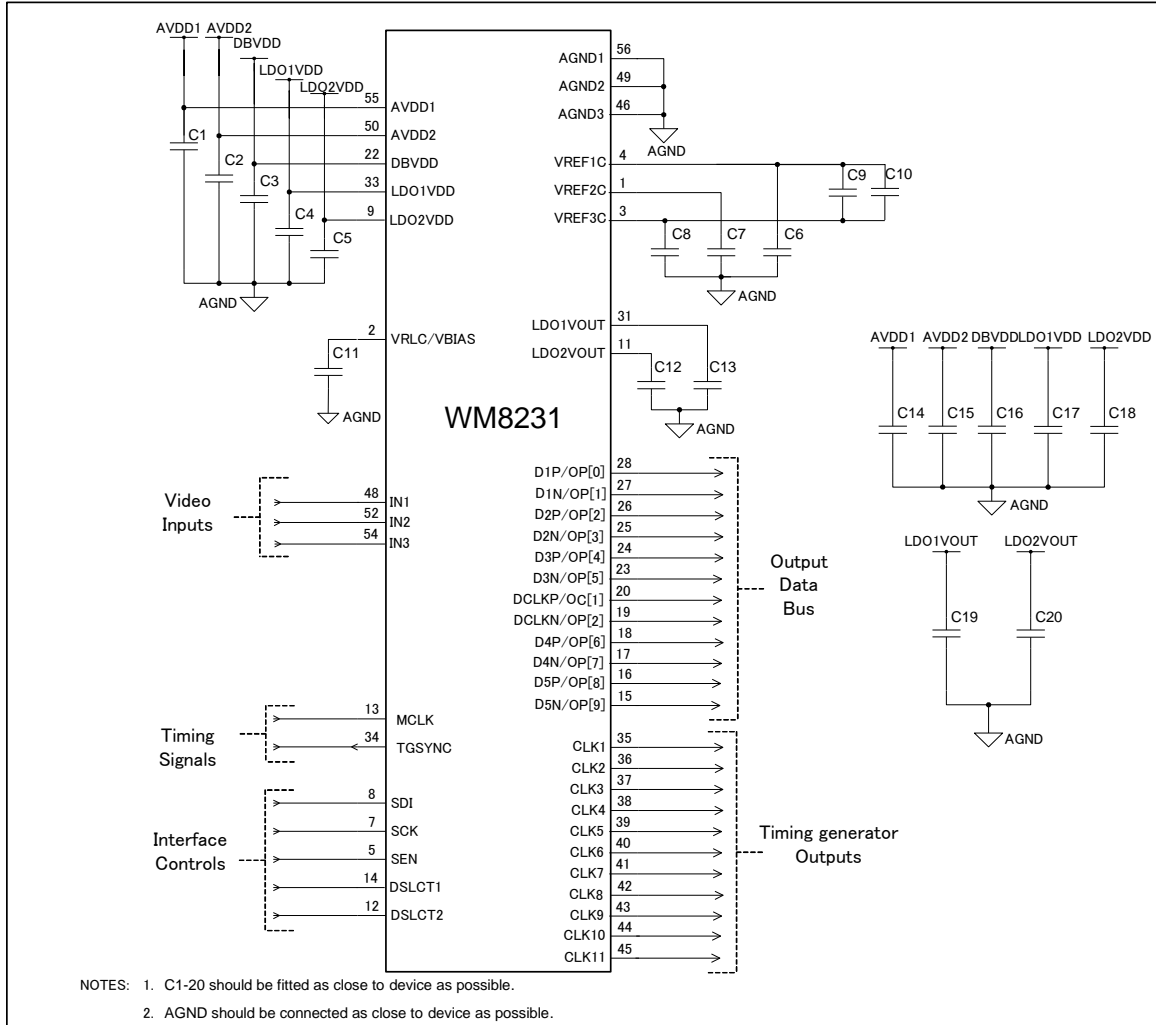 AVDD1
AVDD2
DBVDD
LDO1VDD
LDO2VDD
55
AVDD1
50
AVDD2
22
DBVDD
33
LDO1VDD
9
LDO2VDD
C1
C2
C3
C4
C5
AGND
2
VRLC/VBIAS
C11
AGND
WM8231
AGND1
56
AGND2
49
AGND3
46
AGND
VREF1C
4
VREF2C
1
VREF3C
3
C9
C10
C8
C7
C6
AGND
LDO1VOUT
31
LDO2VOUT
11
C12
C13
AGND
AVDD1
AVDD2
DBVDD
LDO1VDD
LDO2VDD
C14
C15
C16
C17
C18
AGND
LDO1VOUT
LDO2VOUT
C19
C20
AGND
Video
Inputs
48
IN1
52
IN2
54
IN3
D1P/OP[0]
28
D1N/OP[1]
27
D2P/OP[2]
26
D2N/OP[3]
25
D3P/OP[4]
24
D3N/OP[5]
23
DCLKP/OC[1]
20
DCLKN/OP[2]
19
D4P/OP[6]
18
D4N/OP[7]
17
D5P/OP[8]
16
D5N/OP[9]
15
Output
Data
Bus
Timing
Signals
13
MCLK
34
TGSYNC
Interface
Controls
8
SDI
7
SCK
5
SEN
14
DSLCT1
12
DSLCT2
CLK1
35
CLK2
36
CLK3
37
CLK4
38
CLK5
39
CLK6
40
CLK7
41
CLK8
42
CLK9
43
CLK10
44
CLK11
45
Timing generator
Outputs
NOTES: 1. C1-20 should be fitted as close to device as possible.
2. AGND should be connected as close to device as possible.